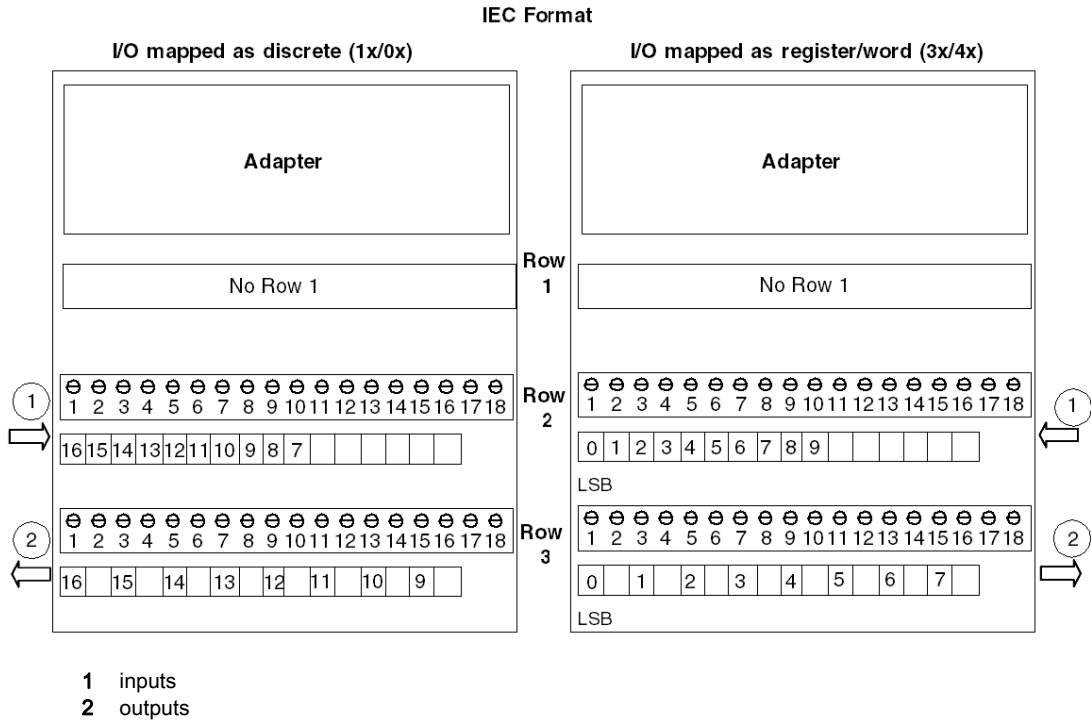 IEC Format
I/O mapped as discrete (1x/0x)
I/O mapped as register/word (3x/4x)
Adapter
Adapter
Row
1
No Row 1
No Row 1
1
1 2 3 4 5 6 7 8 9 10 11 12 13 14 15 16 17 18
16 15 14 13 12 11 10 9 8 7
Row
2
1 2 3 4 5 6 7 8 9 10 11 12 13 14 15 16 17 18
0 1 2 3 4 5 6 7 8 9
LSB
1
2
1 2 3 4 5 6 7 8 9 10 11 12 13 14 15 16 17 18
16 15 14 13 12 11 10 9
Row
3
1 2 3 4 5 6 7 8 9 10 11 12 13 14 15 16 17 18
0 1 2 3 4 5 6 7
LSB
2
1 inputs
2 outputs